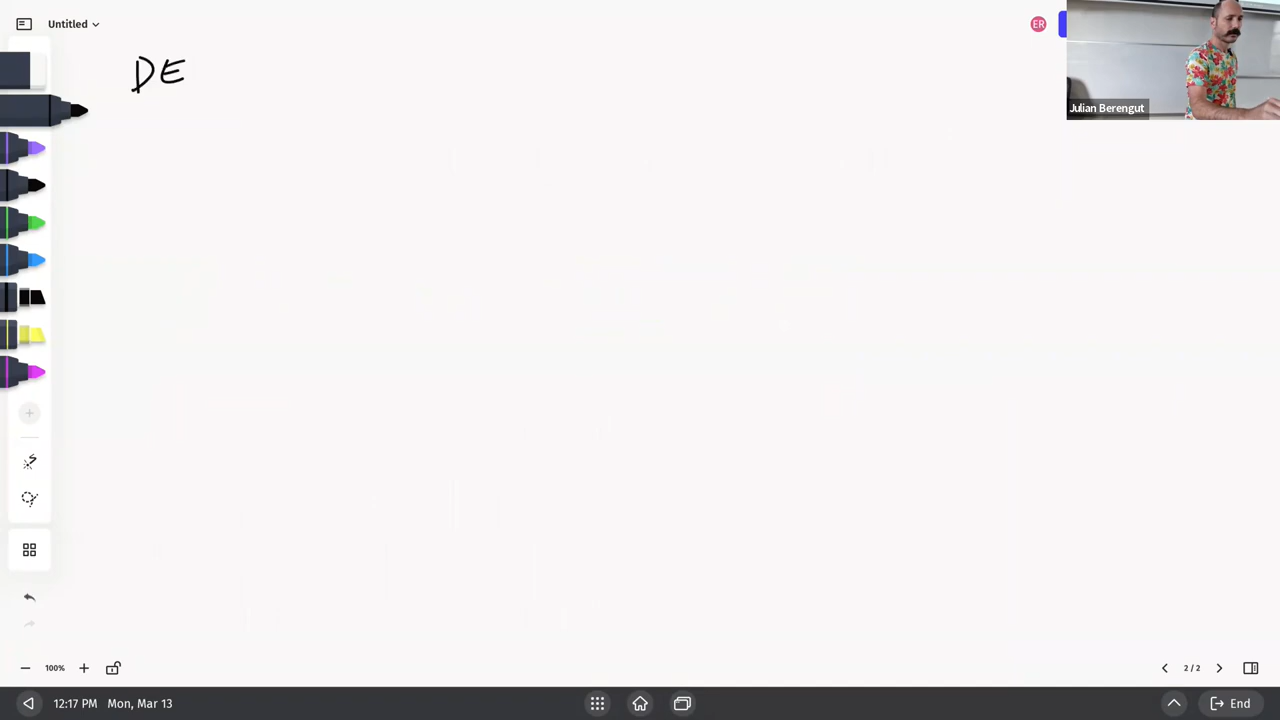 Untitled
ER
DE
Julian Berengut
100%
2 / 2
12:17 PM Mon, Mar 13
End